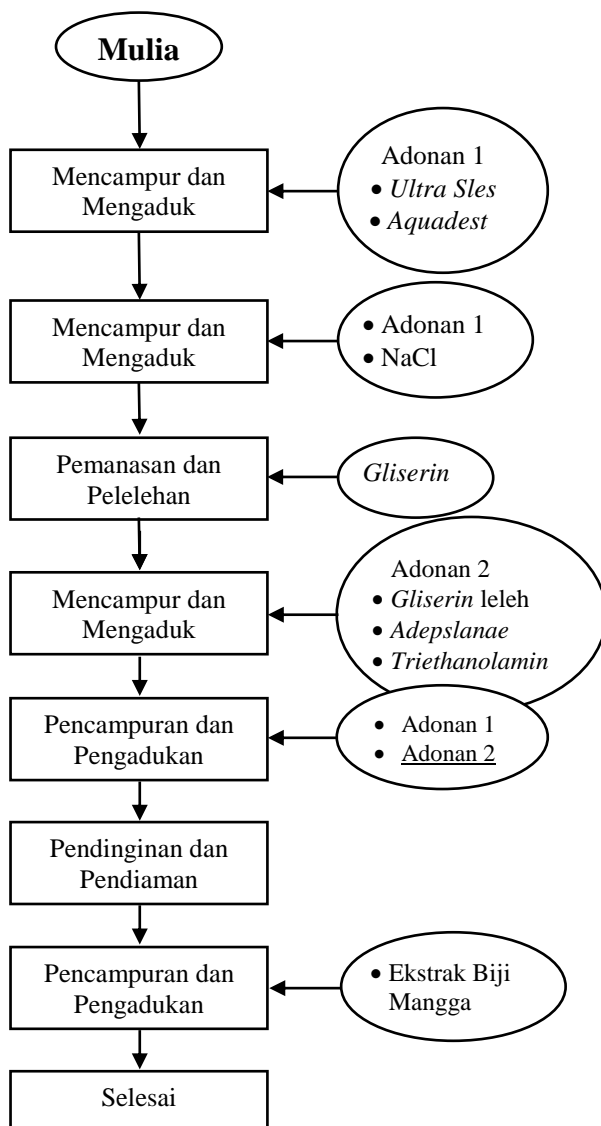 Mulia
Mencampur dan
Mengaduk
Adonan 1
• Ultra Sles
• Aquadest
Mencampur dan
Mengaduk
• Adonan 1
• NaCl
Pemanasan dan
Pelelehan
Gliserin
Mencampur dan
Mengaduk
Adonan 2
• Gliserin leleh
• Adepslanae
• Triethanolamin
Pencampuran dan
Pengadukan
• Adonan 1
• Adonan 2
Pendinginan dan
Pendiaman
Pencampuran dan
Pengadukan
• Ekstrak Biji
Mangga
Selesai